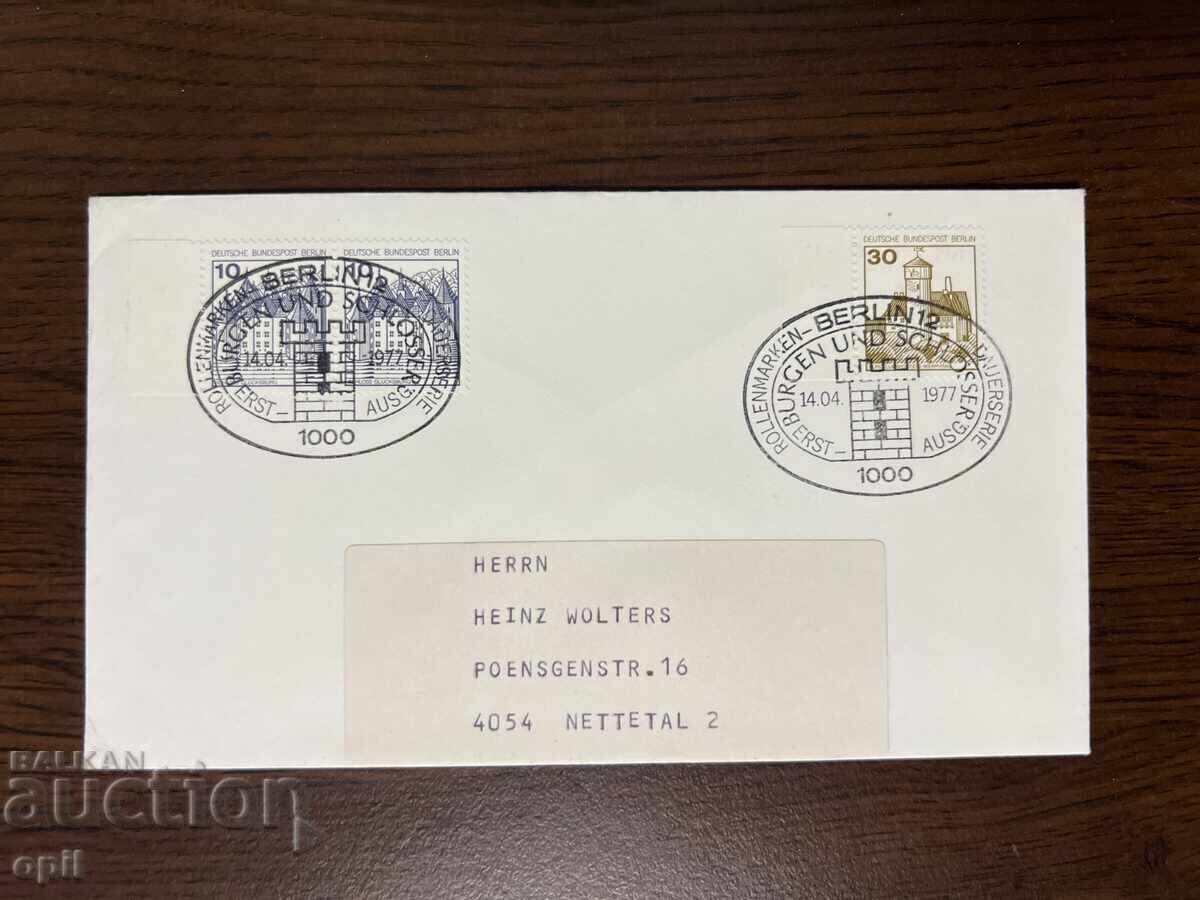 DEUTSCHE BUNDESPOST BERLIN
10
DEUTSCHE BUNDESPOST BERLIN
10
SCHLOSS GLÜCKSBURG
ROLLENMARKEN-BERLIN 12
BURGEN UND SCHLÖSSER
14.04. 1977
ERST- AUSG
1000
DEUTSCHE BUNDESPOST BERLIN
30
ROLLENMARKEN-BERLIN 12
BURGEN UND SCHLÖSSER
14.04. 1977
ERST- AUSG
1000
HERRN
HEINZ WOLTERS
POENSGENSTR.16
4054 NETTETAL 2
BALKAN
auction
opil